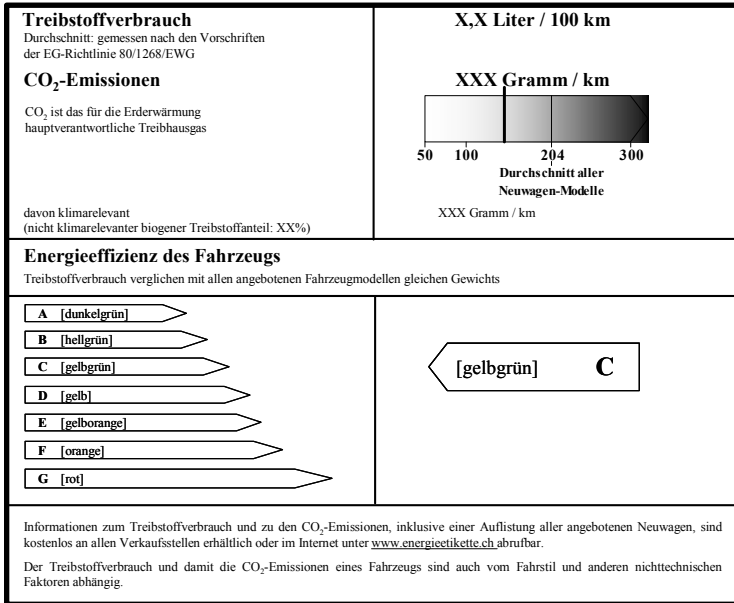 Treibstoffverbrauch
X,X Liter / 100 km
Durchschnitt: gemessen nach den Vorschriften
der EG-Richtlinie 80/1268/EWG
CO₂-Emissionen
XXX Gramm / km
CO₂ ist das für die Erderwärmung
hauptverantwortliche Treibhausgas
50 100 204 300
Durchschnitt aller
Neuwagen-Modelle
davon klimarelevant
XXX Gramm / km
(nicht klimarelevanter biogener Treibstoffanteil: XX%)
Energieeffizienz des Fahrzeugs
Treibstoffverbrauch verglichen mit allen angebotenen Fahrzeugmodellen gleichen Gewichts
A [dunkelgrün]
B [hellgrün]
C [gelbgrün]
D [gelb]
E [gelborange]
F [orange]
G [rot]
[gelbgrün] C
Informationen zum Treibstoffverbrauch und zu den CO₂-Emissionen, inklusive einer Auflistung aller angebotenen Neuwagen, sind
kostenlos an allen Verkaufsstellen erhältlich oder im Internet unter www.energieetikette.ch abrufbar.
Der Treibstoffverbrauch und damit die CO₂-Emissionen eines Fahrzeugs sind auch vom Fahrstil und anderen nichttechnischen
Faktoren abhängig.